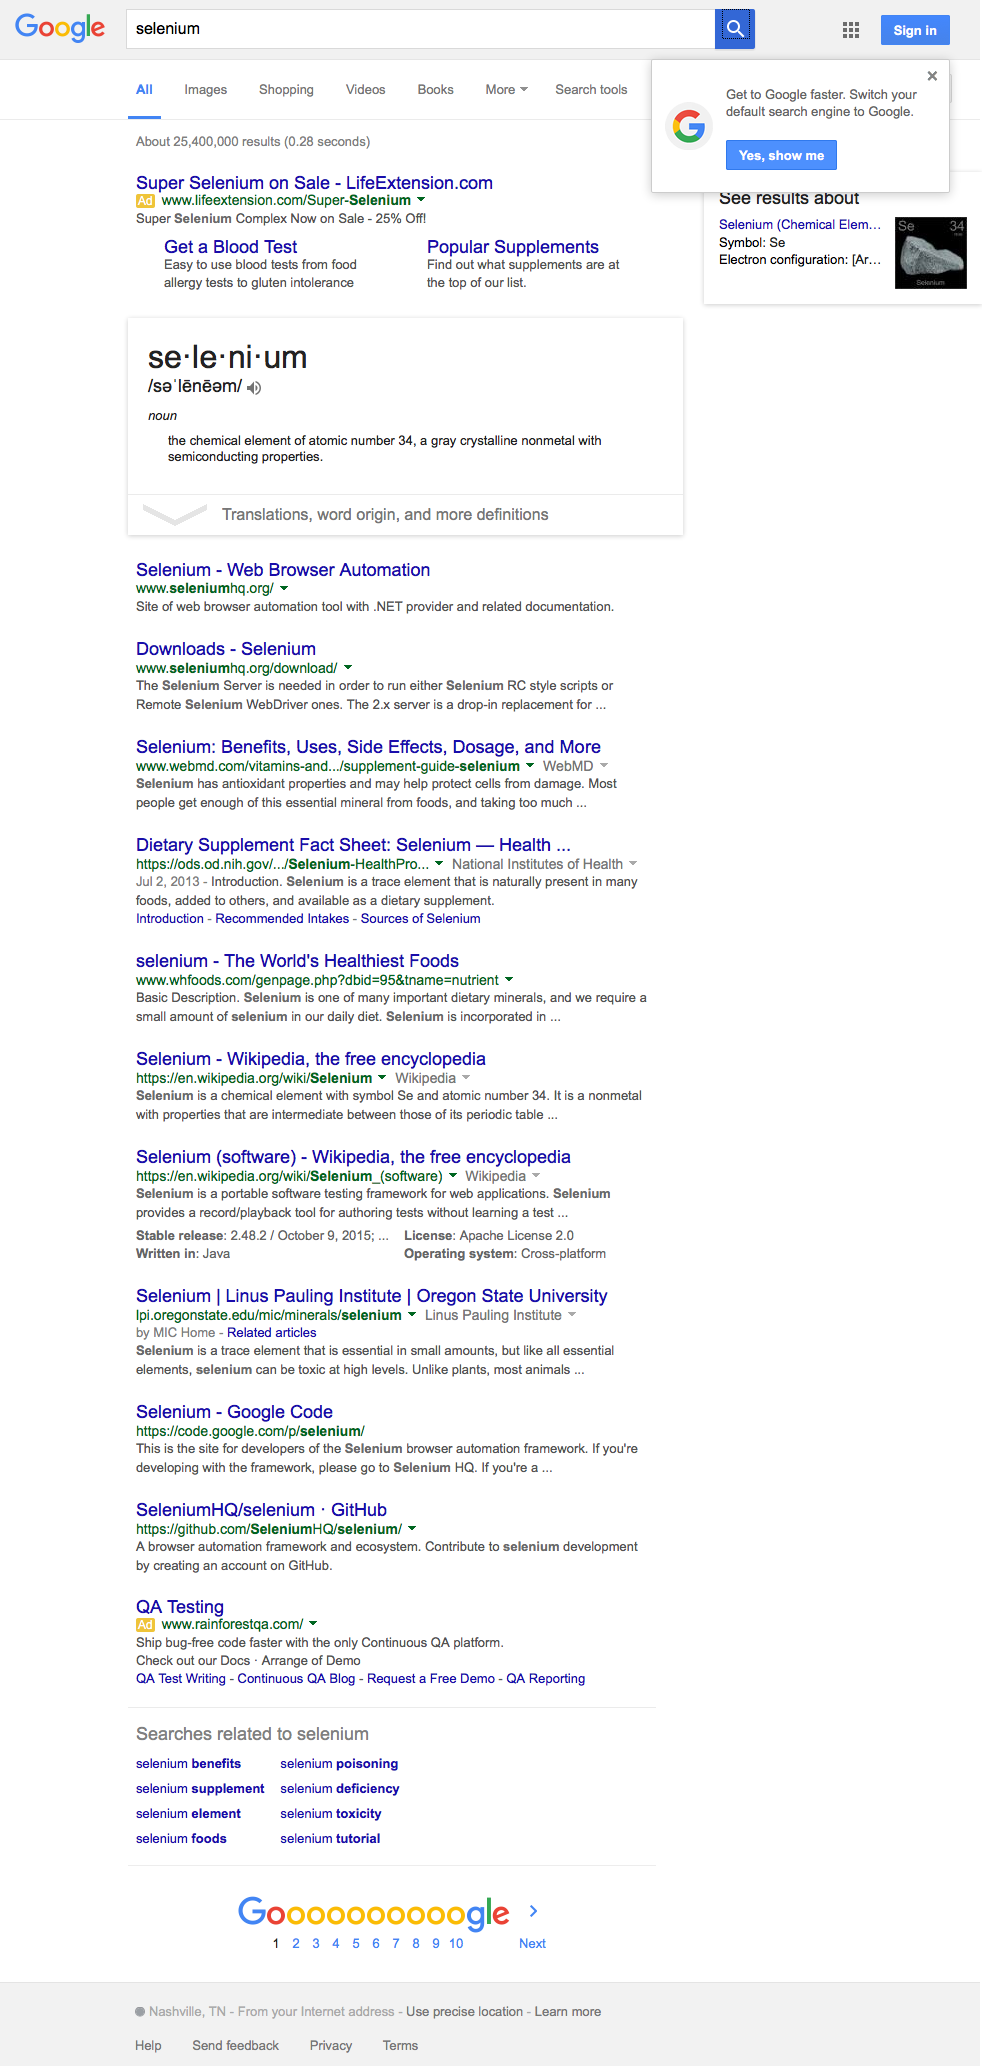 Google
selenium
Sign in
All Images Shopping Videos Books More Search tools
Get to Google faster. Switch your
default search engine to Google.
Yes, show me
About 25,400,000 results (0.28 seconds)
Super Selenium on Sale - LifeExtension.com
Ad www.lifeextension.com/Super-Selenium
Super Selenium Complex Now on Sale - 25% Off!
Get a Blood Test
Easy to use blood tests from food
allergy tests to gluten intolerance
Popular Supplements
Find out what supplements are at
the top of our list.
See results about
Selenium (Chemical Elem...
Symbol: Se
Electron configuration: [Ar...
Se 34
Selenium
se·le·ni·um
/səˈlēnēəm/
noun
the chemical element of atomic number 34, a gray crystalline nonmetal with
semiconducting properties.
Translations, word origin, and more definitions
Selenium - Web Browser Automation
www.seleniumhq.org/
Site of web browser automation tool with .NET provider and related documentation.
Downloads - Selenium
www.seleniumhq.org/download/
The Selenium Server is needed in order to run either Selenium RC style scripts or
Remote Selenium WebDriver ones. The 2.x server is a drop-in replacement for ...
Selenium: Benefits, Uses, Side Effects, Dosage, and More
www.webmd.com/vitamins-and.../supplement-guide-selenium WebMD
Selenium has antioxidant properties and may help protect cells from damage. Most
people get enough of this essential mineral from foods, and taking too much ...
Dietary Supplement Fact Sheet: Selenium — Health ...
https://ods.od.nih.gov/.../Selenium-HealthPro... National Institutes of Health
Jul 2, 2013 - Introduction. Selenium is a trace element that is naturally present in many
foods, added to others, and available as a dietary supplement.
Introduction - Recommended Intakes - Sources of Selenium
selenium - The World's Healthiest Foods
www.whfoods.com/genpage.php?dbid=95&tname=nutrient
Basic Description. Selenium is one of many important dietary minerals, and we require a
small amount of selenium in our daily diet. Selenium is incorporated in ...
Selenium - Wikipedia, the free encyclopedia
https://en.wikipedia.org/wiki/Selenium Wikipedia
Selenium is a chemical element with symbol Se and atomic number 34. It is a nonmetal
with properties that are intermediate between those of its periodic table ...
Selenium (software) - Wikipedia, the free encyclopedia
https://en.wikipedia.org/wiki/Selenium_(software) Wikipedia
Selenium is a portable software testing framework for web applications. Selenium
provides a record/playback tool for authoring tests without learning a test ...
Stable release: 2.48.2 / October 9, 2015; ... License: Apache License 2.0
Written in: Java Operating system: Cross-platform
Selenium | Linus Pauling Institute | Oregon State University
lpi.oregonstate.edu/mic/minerals/selenium Linus Pauling Institute
by MIC Home - Related articles
Selenium is a trace element that is essential in small amounts, but like all essential
elements, selenium can be toxic at high levels. Unlike plants, most animals ...
Selenium - Google Code
https://code.google.com/p/selenium/
This is the site for developers of the Selenium browser automation framework. If you're
developing with the framework, please go to Selenium HQ. If you're a ...
SeleniumHQ/selenium · GitHub
https://github.com/SeleniumHQ/selenium/
A browser automation framework and ecosystem. Contribute to selenium development
by creating an account on GitHub.
QA Testing
Ad www.rainforestqa.com/
Ship bug-free code faster with the only Continuous QA platform.
Check out our Docs · Arrange of Demo
QA Test Writing - Continuous QA Blog - Request a Free Demo - QA Reporting
Searches related to selenium
selenium benefits selenium poisoning
selenium supplement selenium deficiency
selenium element selenium toxicity
selenium foods selenium tutorial
Goooooooooogle
1 2 3 4 5 6 7 8 9 10 Next
Nashville, TN - From your Internet address - Use precise location - Learn more
Help Send feedback Privacy Terms